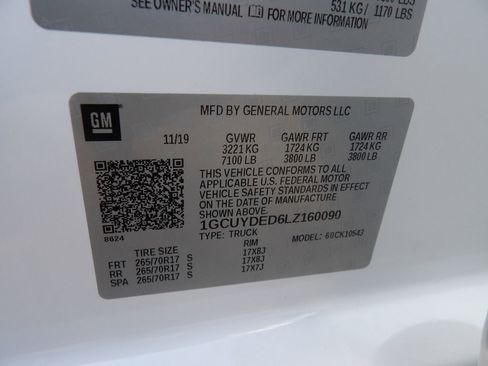 531 KG / 1170 LBS
SEE OWNER'S MANUAL FOR MORE INFORMATION
GM
MFD BY GENERAL MOTORS LLC
11/19 GVWR GAWR FRT GAWR RR
3221 KG 1724 KG 1724 KG
7100 LB 3800 LB 3800 LB
THIS VEHICLE CONFORMS TO ALL
APPLICABLE U.S. FEDERAL MOTOR
VEHICLE SAFETY STANDARDS IN EFFECT
ON THE DATE OF MANUFACTURE
SHOWN ABOVE.
1GCUYDED6LZ160090
TYPE: TRUCK MODEL: 60CK10543
8624
TIRE SIZE RIM
FRT 265/70R17 S 17X8J
RR 265/70R17 S 17X8J
SPA 265/70R17 S 17X7J